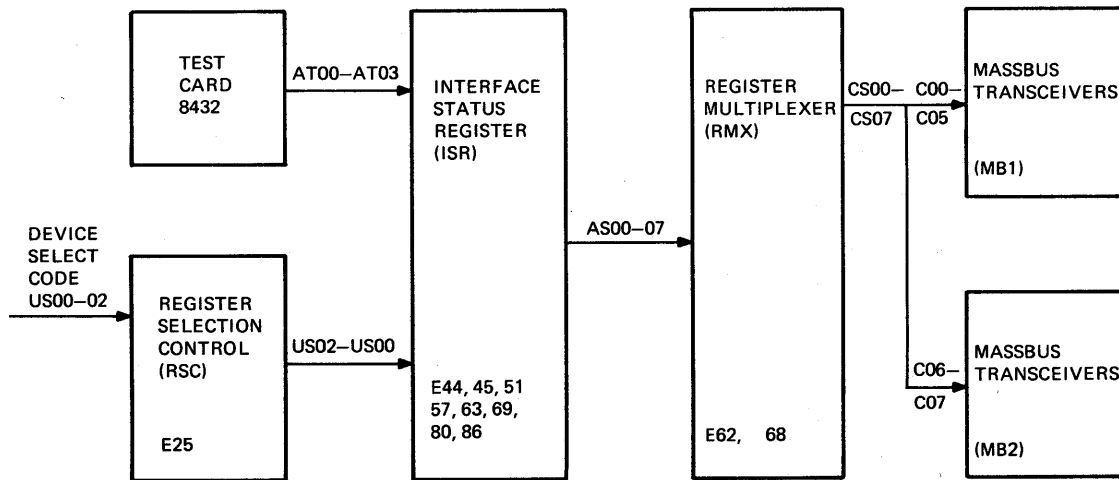 TEST
CARD
8432
AT00–AT03
DEVICE
SELECT
CODE
US00–02
REGISTER
SELECTION
CONTROL
(RSC)
E25
US02–US00
INTERFACE
STATUS
REGISTER
(ISR)
E44, 45, 51
57, 63, 69,
80, 86
AS00–07
REGISTER
MULTIPLEXER
(RMX)
E62, 68
CS00–
CS07
C00–
C05
MASSBUS
TRANSCEIVERS
(MB1)
C06–
C07
MASSBUS
TRANSCEIVERS
(MB2)